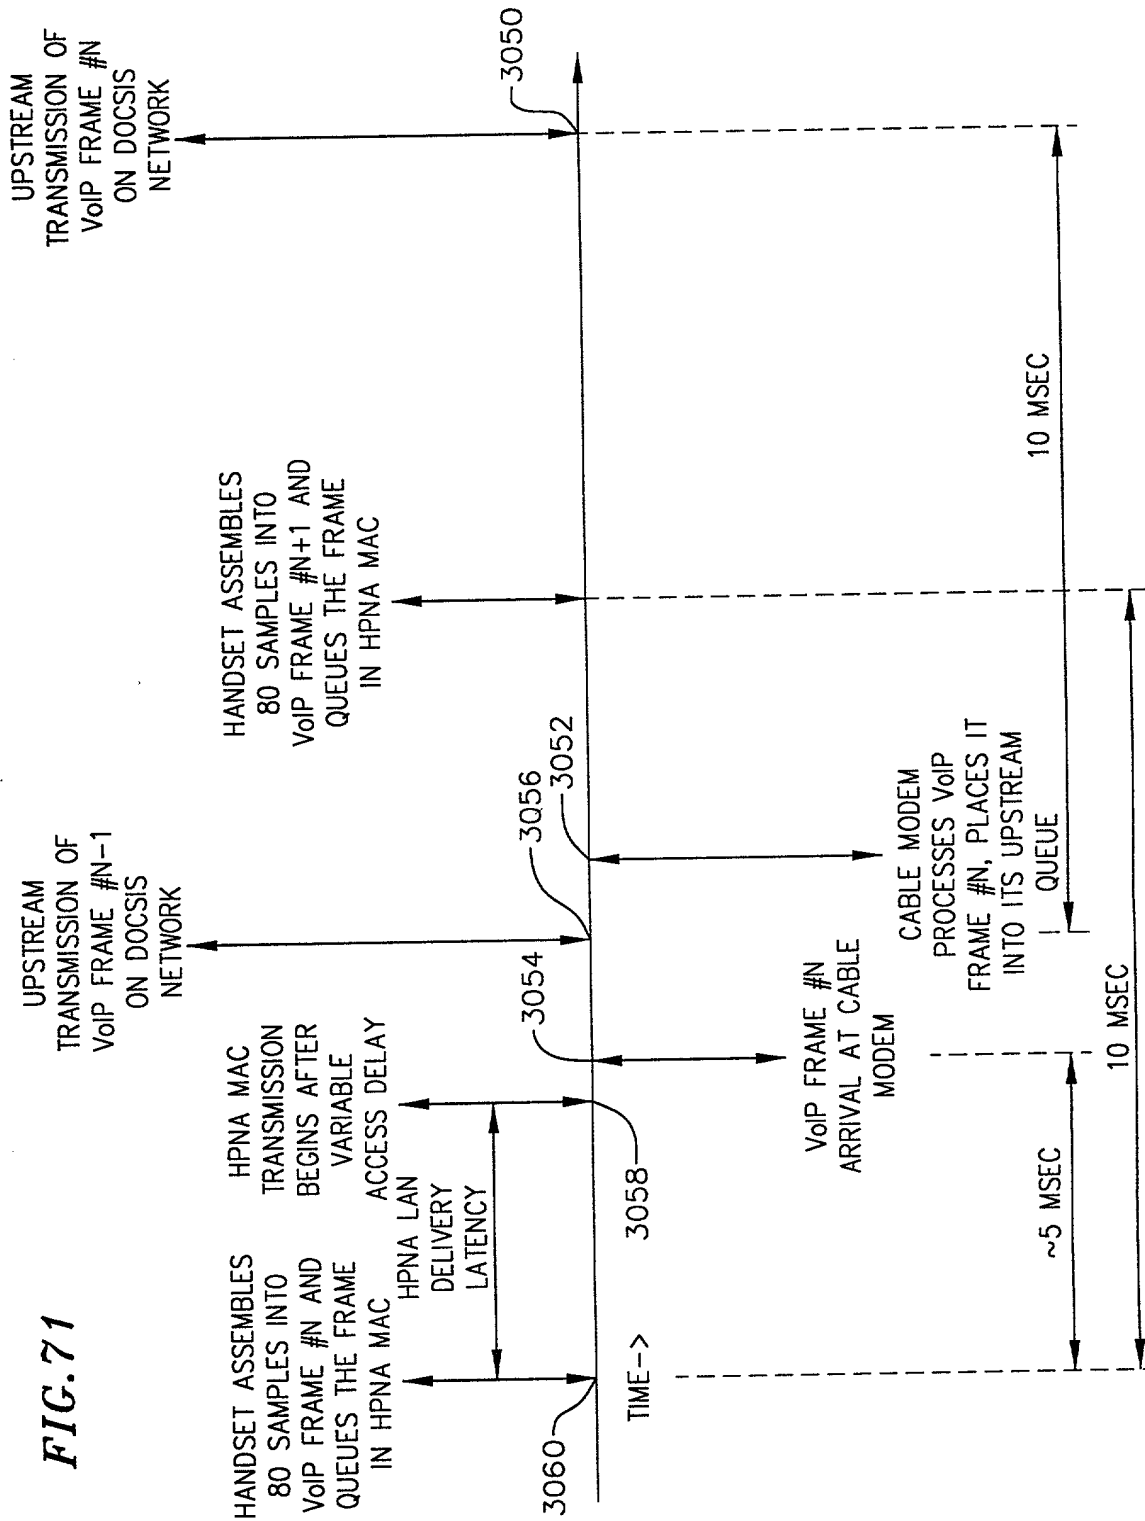 FIG.71
HANDSET ASSEMBLES
80 SAMPLES INTO
VoIP FRAME #N AND
QUEUES THE FRAME
IN HPNA MAC
HPNA MAC
TRANSMISSION
BEGINS AFTER
VARIABLE
ACCESS DELAY
HPNA LAN
DELIVERY
LATENCY
UPSTREAM
TRANSMISSION OF
VoIP FRAME #N-1
ON DOCSIS
NETWORK
HANDSET ASSEMBLES
80 SAMPLES INTO
VoIP FRAME #N+1 AND
QUEUES THE FRAME
IN HPNA MAC
UPSTREAM
TRANSMISSION OF
VoIP FRAME #N
ON DOCSIS
NETWORK
3060
3058
3054
3056
3052
3050
TIME->
VoIP FRAME #N
ARRIVAL AT CABLE
MODEM
CABLE MODEM
PROCESSES VoIP
FRAME #N, PLACES IT
INTO ITS UPSTREAM
QUEUE
~5 MSEC
10 MSEC
10 MSEC